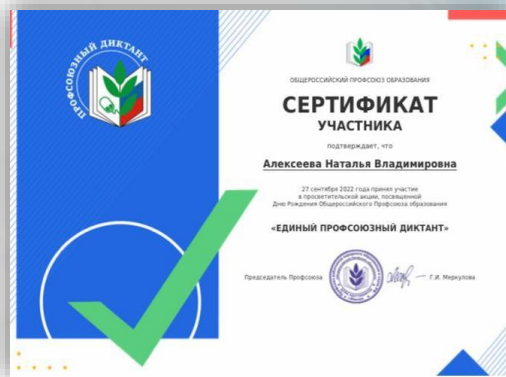 ПРОФСОЮЗНЫЙ ДИКТАНТ
ОБЩЕРОССИЙСКИЙ ПРОФСОЮЗ ОБРАЗОВАНИЯ
СЕРТИФИКАТ
УЧАСТНИКА
подтверждает, что
Алексеева Наталья Владимировна
27 сентября 2022 года принял участие
в просветительской акции, посвященной
Дню Рождения Общероссийского Профсоюза образования
«ЕДИНЫЙ ПРОФСОЮЗНЫЙ ДИКТАНТ»
Председатель Профсоюза
Г.И. Меркулова